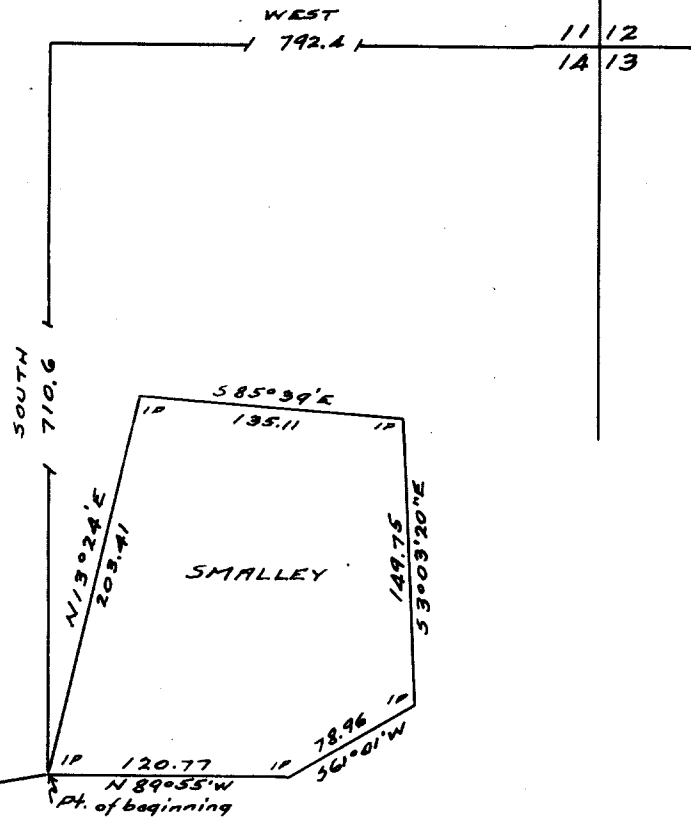 WEST
792.4
11 12
14 13
SOUTH
710.6
S 85°39'E
135.11
IP
IP
N 13°24'E
203.41
SMALLEY
149.75
S 3°03'20"E
IP
78.96
S 61°01'W
IP
120.77
IP
N 89°55'W
Pt. of beginning